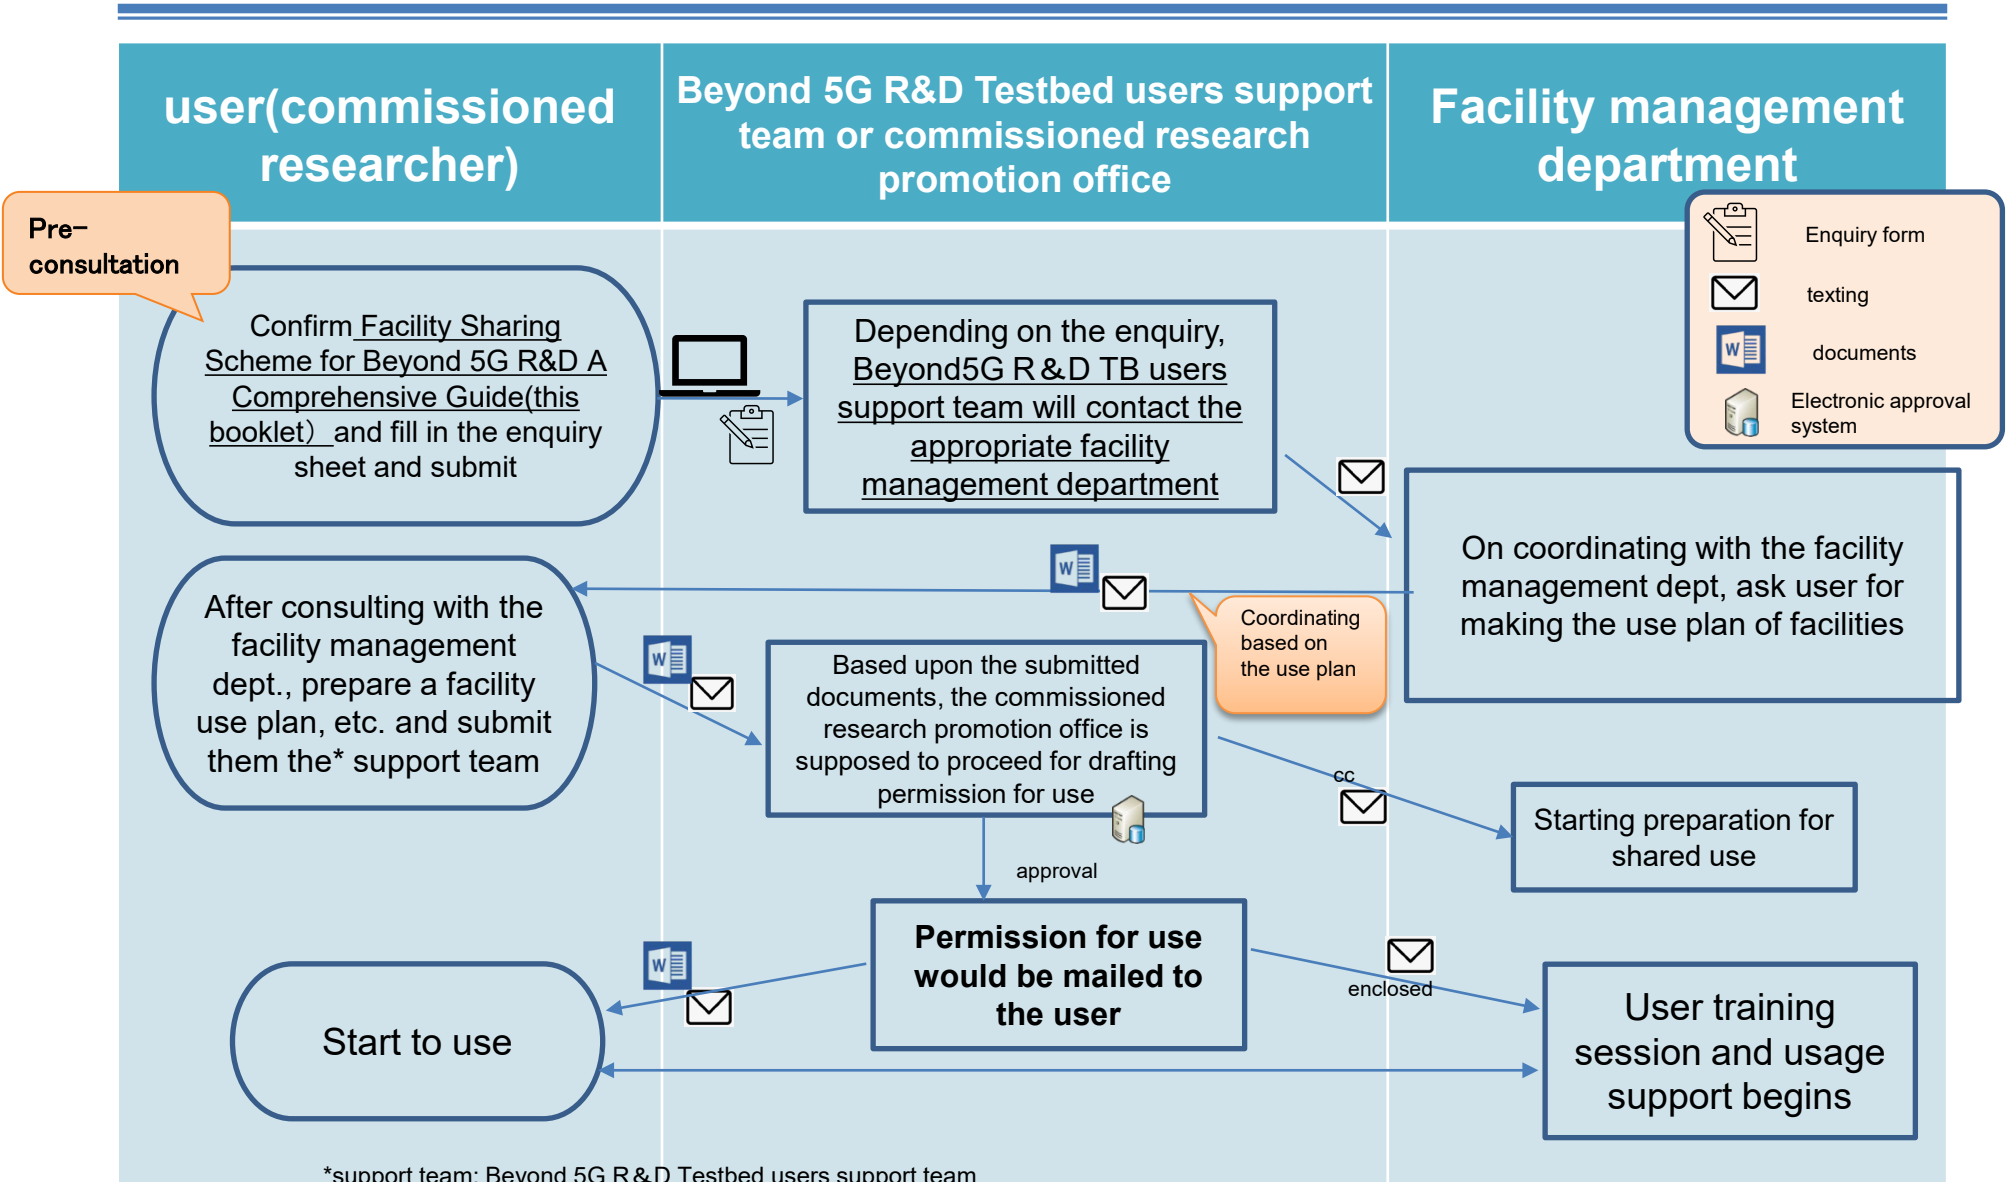 user(commissioned
researcher)
Beyond 5G R&D Testbed users support
team or commissioned research
promotion office
Facility management
department
Pre-
consultation
Enquiry form
texting
documents
Electronic approval
system
Confirm Facility Sharing
Scheme for Beyond 5G R&D A
Comprehensive Guide(this
booklet）and fill in the enquiry
sheet and submit
Depending on the enquiry,
Beyond5G R＆D TB users
support team will contact the
appropriate facility
management department
On coordinating with the facility
management dept, ask user for
making the use plan of facilities
Coordinating
based on
the use plan
After consulting with the
facility management
dept., prepare a facility
use plan, etc. and submit
them the* support team
Based upon the submitted
documents, the commissioned
research promotion office is
supposed to proceed for drafting
permission for use
cc
Starting preparation for
shared use
approval
Permission for use
would be mailed to
the user
enclosed
Start to use
User training
session and usage
support begins
*support team: Beyond 5G R＆D Testbed users support team